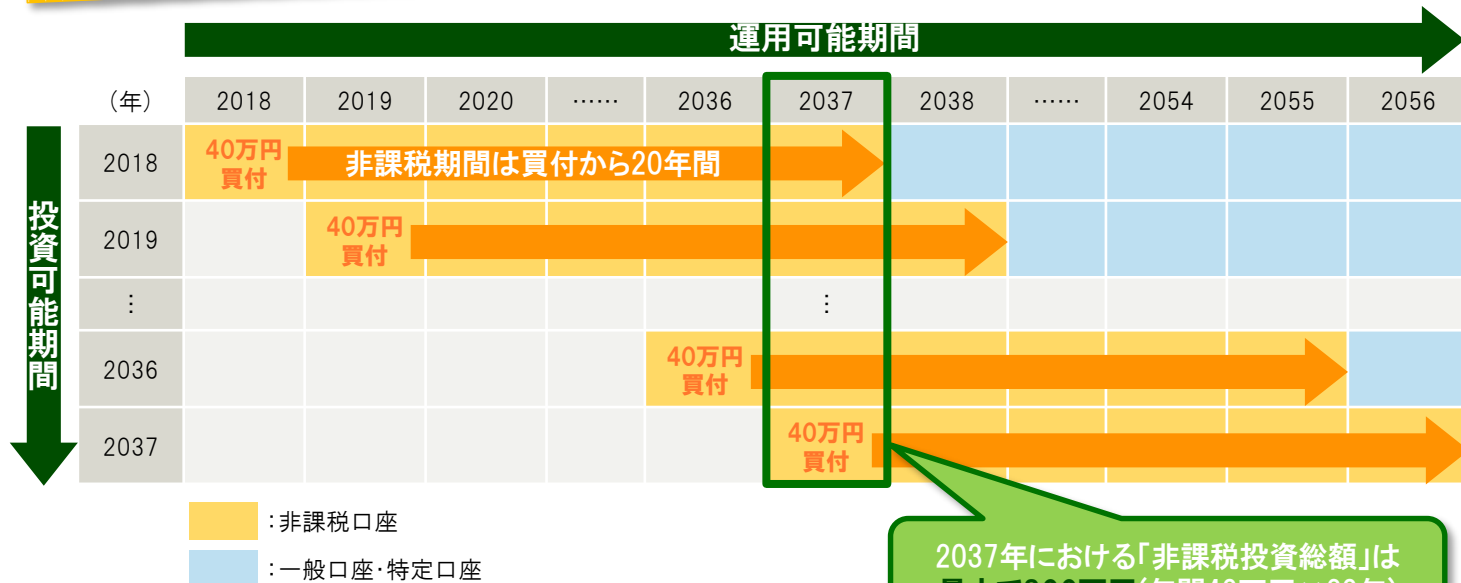 運用可能期間
(年) 2018 2019 2020 …… 2036 2037 2038 …… 2054 2055 2056
投資可能期間
2018 40万円 買付 非課税期間は買付から20年間
2019 40万円 買付
: :
2036 40万円 買付
2037 40万円 買付
:非課税口座
:一般口座・特定口座
2037年における「非課税投資総額」は